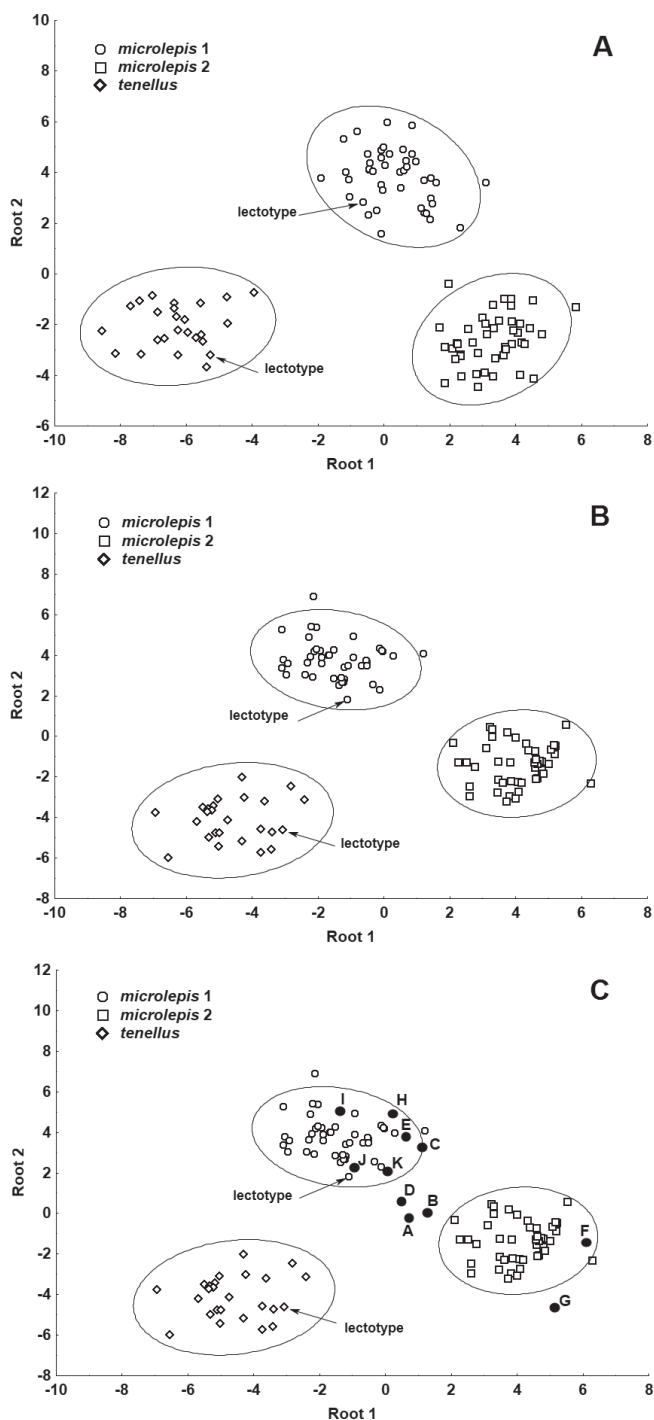 A
microlepis 1
microlepis 2
tenellus
8
6
4
2
0
-2
-4
-6
Root 2
lectotype
lectotype
-10 -8 -6 -4 -2 0 2 4 6 8
Root 1
B
microlepis 1
microlepis 2
tenellus
12
10
8
6
4
2
0
-2
-4
-6
-8
Root 2
lectotype
lectotype
-10 -8 -6 -4 -2 0 2 4 6 8
Root 1
C
microlepis 1
microlepis 2
tenellus
12
10
8
6
4
2
0
-2
-4
-6
-8
Root 2
I H
E
C
J K
lectotype
D B
A
F
G
lectotype
-10 -8 -6 -4 -2 0 2 4 6 8
Root 1